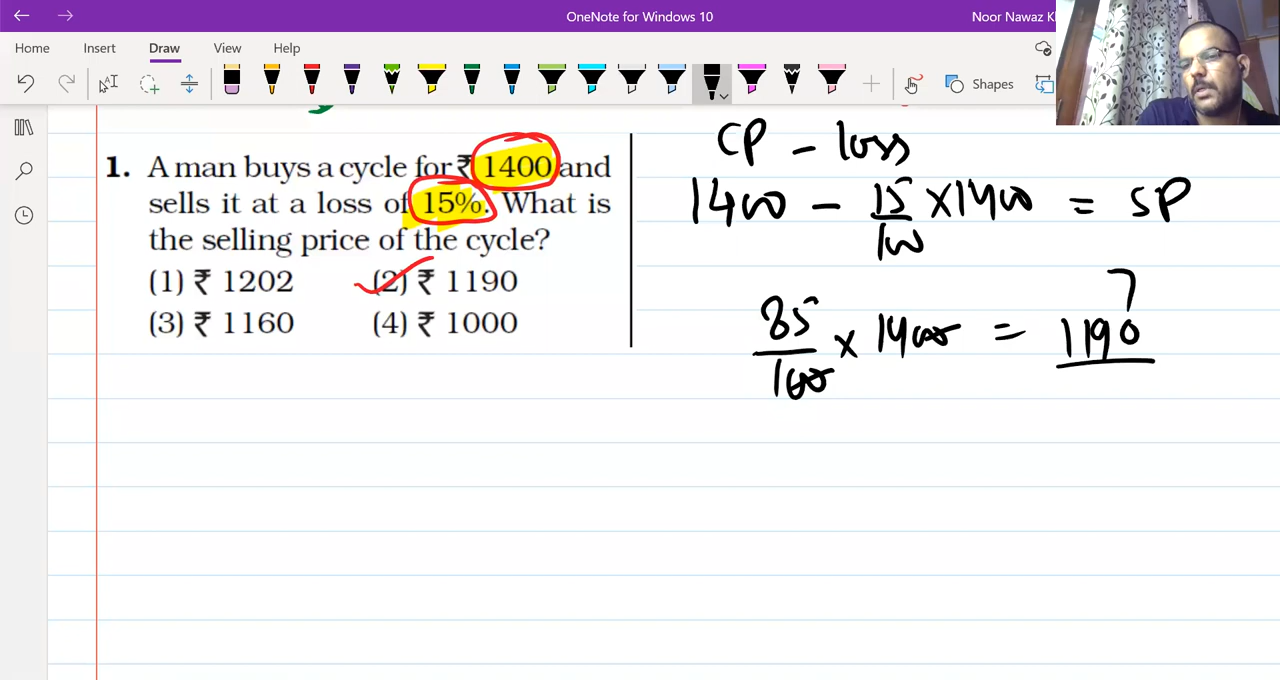 OneNote for Windows 10
Noor Nawaz
Home Insert Draw View Help
Shapes
1. A man buys a cycle for ₹ 1400 and
sells it at a loss of 15%. What is
the selling price of the cycle?
(1) ₹ 1202 (2) ₹ 1190
(3) ₹ 1160 (4) ₹ 1000
CP - loss
1400 - 15/100 × 1400 = SP
7
85/100 × 1400 = 1190